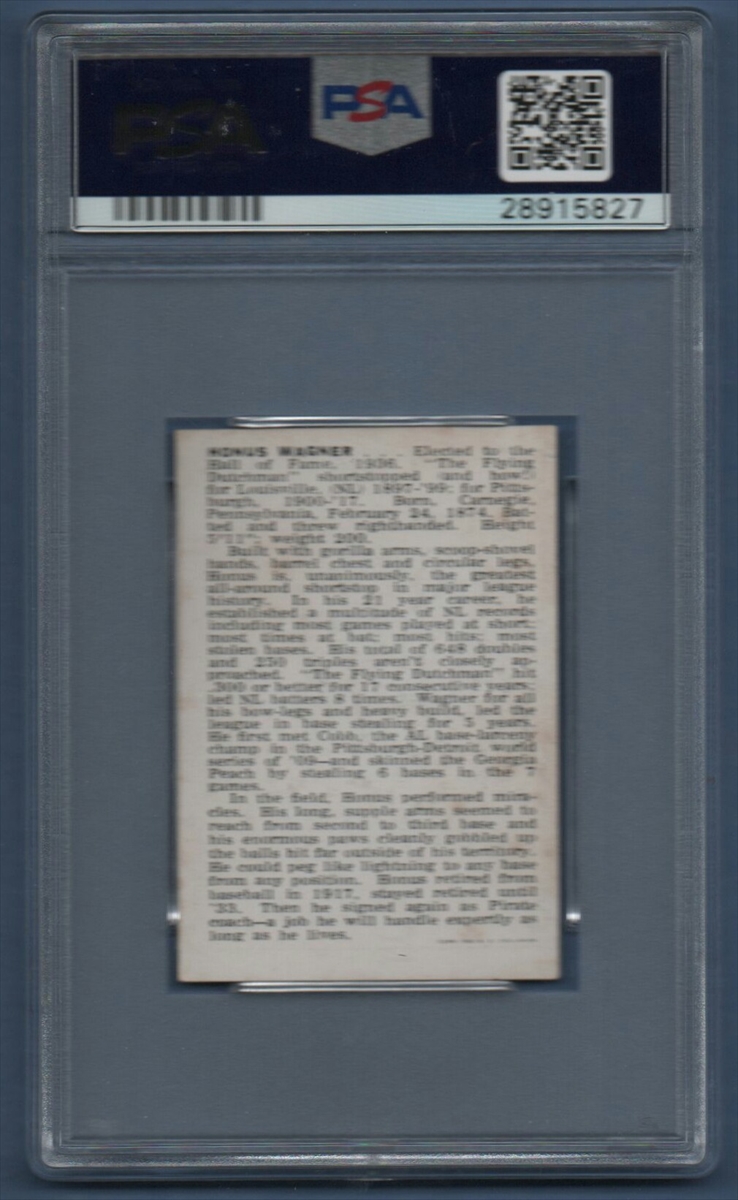 PSA
PSA
28915827
HONUS WAGNER . . . Elected to the
Hall of Fame, 1936. "The Flying
Dutchman" shortstopped (and how!)
for Louisville, (NL) 1897-'99; for Pitts-
burgh, 1900-'17. Born, Carnegie,
Pennsylvania, February 24, 1874. Bat-
ted and threw righthanded. Height
5'11"; weight 200.
Built with gorilla arms, scoop-shovel
hands, barrel chest and circular legs,
Honus is, unanimously, the greatest
all-around shortstop in major league
history. In his 21 year career, he
established a multitude of NL records
including most games played at short;
most times at bat; most hits; most
stolen bases. His total of 648 doubles
and 250 triples aren't closely ap-
proached. "The Flying Dutchman" hit
.300 or better for 17 consecutive years,
led NL batters 8 times. Wagner for all
his bow-legs and heavy build, led the
league in base stealing for 5 years.
He first met Cobb, the AL base-larceny
champ in the Pittsburgh-Detroit world
series of '09—and skinned the Georgia
Peach by stealing 6 bases in the 7
games.
In the field, Honus performed mira-
cles. His long, supple arms seemed to
reach from second to third base and
his enormous paws cleanly gobbled up
the balls hit far outside of his territory.
He could peg like lightning to any base
from any position. Honus retired from
baseball in 1917, stayed retired until
'33. Then he signed again as Pirate
coach—a job he will handle expertly as
long as he lives.